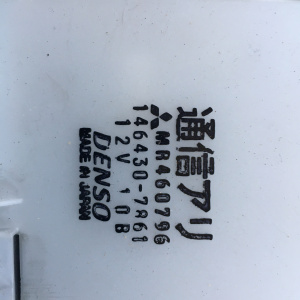 通信アリ
MR460796
146430-7861
12V 10B
DENSO
MADE IN JAPAN